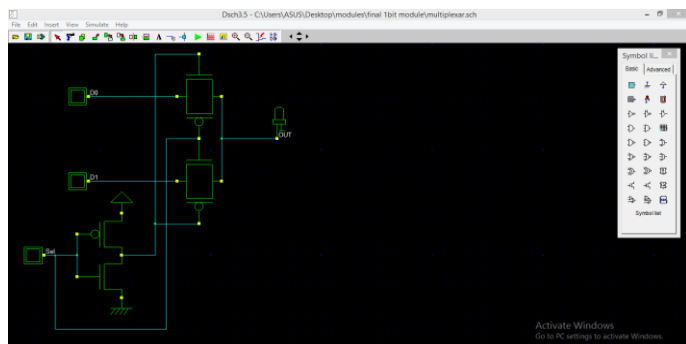 Dsch3.5 - C:\Users\ASUS\Desktop\modules\final 1bit module\multiplexar.sch
File Edit Insert View Simulate Help
Symbol li...
Basic Advanced
D0
OUT
D1
Sel
Symbol list
Activate Windows
Go to PC settings to activate Windows.